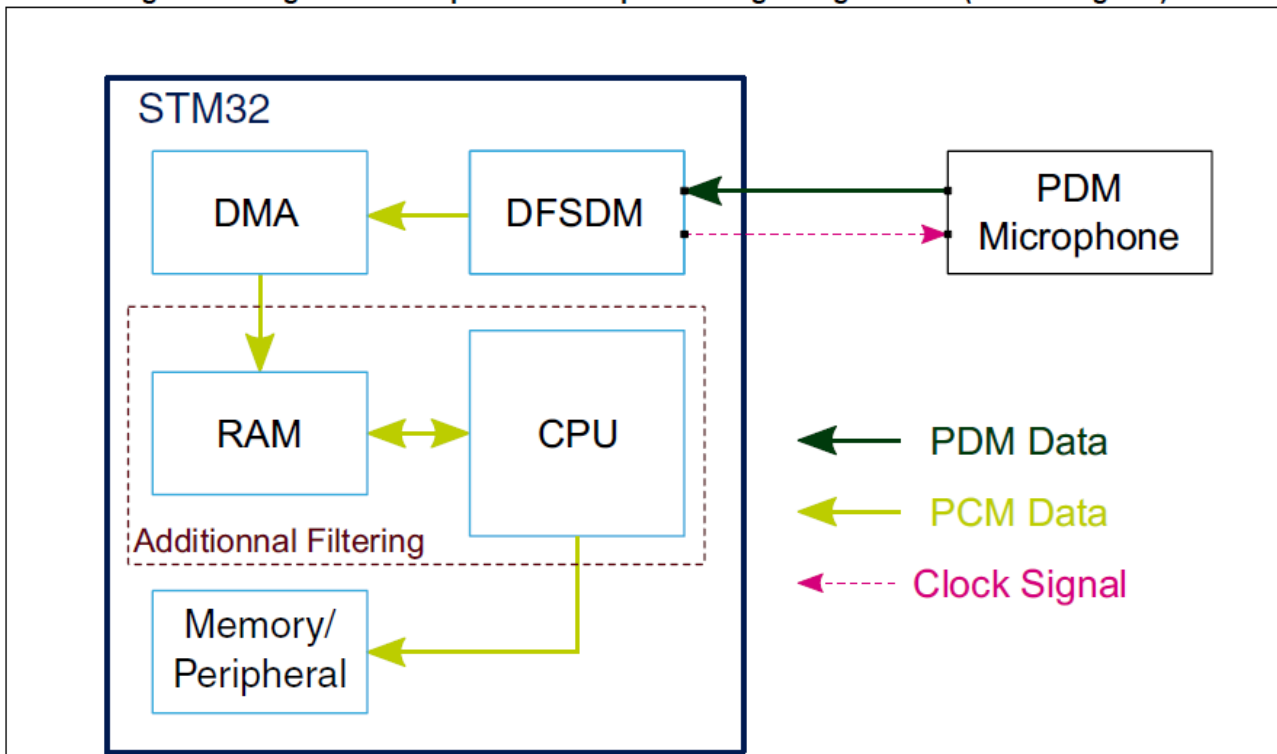 STM32
DMA
DFSDM
PDM
Microphone
RAM
CPU
Additionnal Filtering
Memory/
Peripheral
PDM Data
PCM Data
Clock Signal